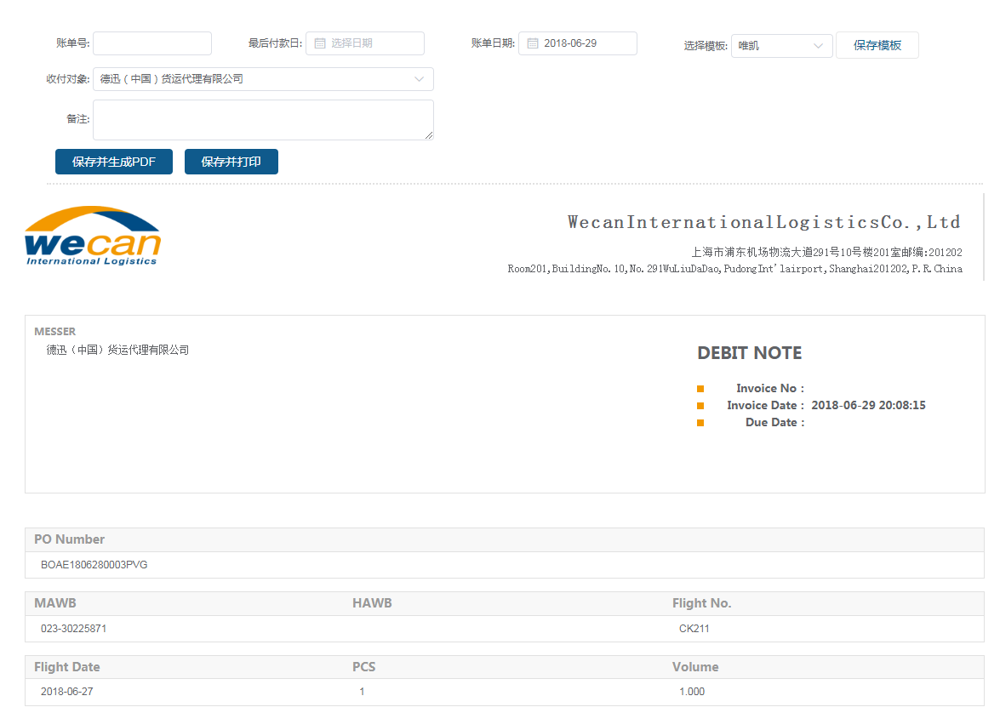 账单号:
最后付款日: 选择日期
账单日期: 2018-06-29
选择模板: 唯凯 保存模板
收付对象: 德迅（中国）货运代理有限公司
备注:
保存并生成PDF 保存并打印
wecan
International Logistics
WecanInternationalLogisticsCo.,Ltd
上海市浦东机场物流大道291号10号楼201室邮编:201202
Room201,BuildingNo.10,No.291WuLiuDaDao,PudongInt'lairport,Shanghai201202,P.R.China
MESSER
德迅（中国）货运代理有限公司
DEBIT NOTE
Invoice No :
Invoice Date : 2018-06-29 20:08:15
Due Date :
PO Number
BOAE1806280003PVG
MAWB HAWB Flight No.
023-30225871 CK211
Flight Date PCS Volume
2018-06-27 1 1.000